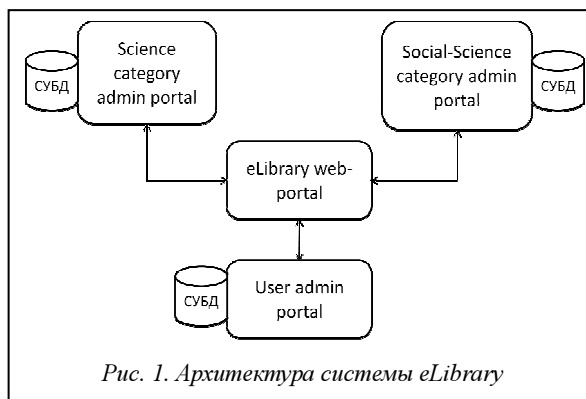 Science
category
admin portal
СУБД
Social-Science
category admin
portal
СУБД
eLibrary web-
portal
User admin
portal
СУБД
Рис. 1. Архитектура системы eLibrary